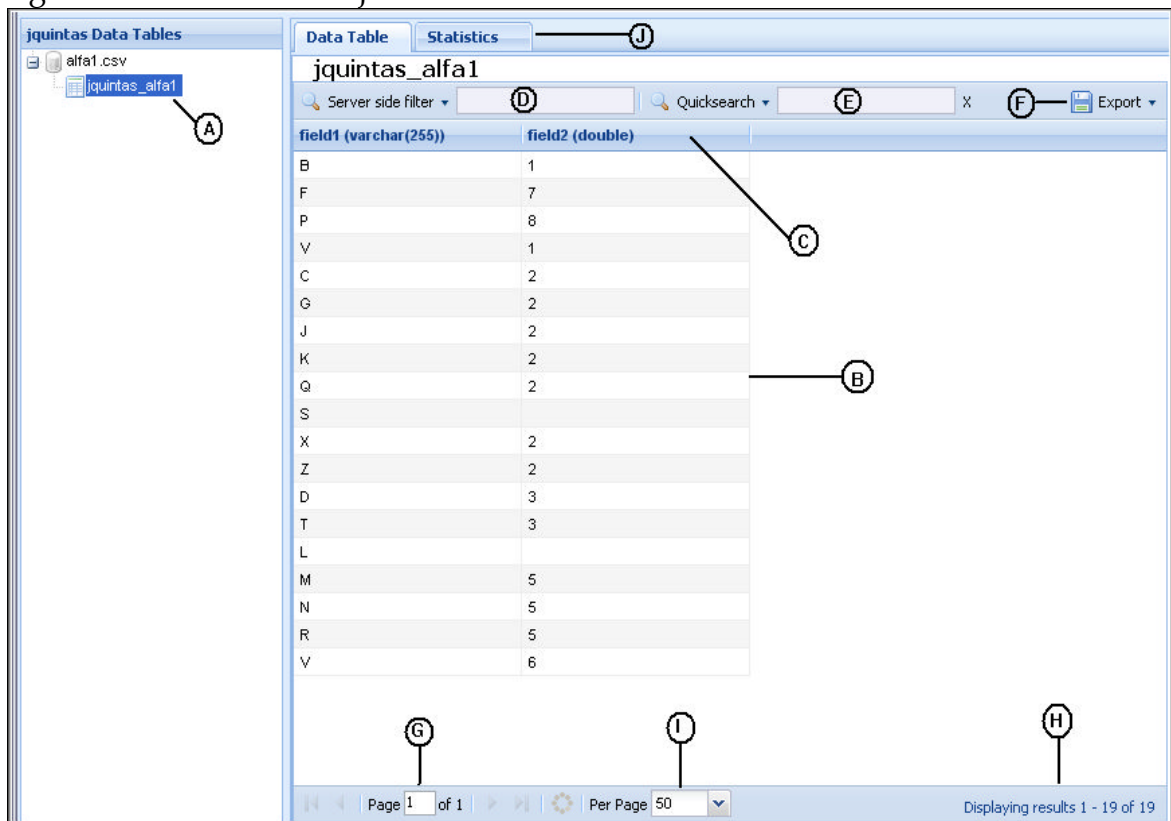 jquintas Data Tables
alfa1.csv
jquintas_alfa1
A
Data Table Statistics J
jquintas_alfa1
Server side filter D Quicksearch E X F Export
field1 (varchar(255)) field2 (double)
B 1
F 7
P 8
V 1
C
C 2
G 2
J 2
K 2
Q 2
B
S
X 2
Z 2
D 3
T 3
L
M 5
N 5
R 5
V 6
G I H
Page 1 of 1 Per Page 50 Displaying results 1 - 19 of 19